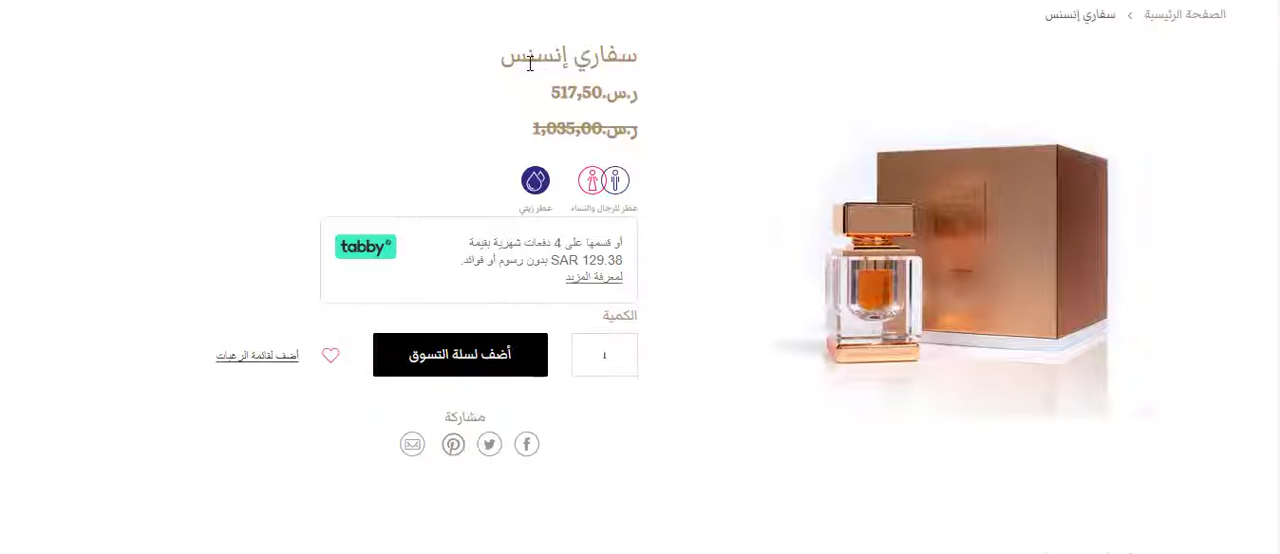 الصفحة الرئيسية > سفاري إنسنس
سفاري إنسنس
ر.س.517,50
ر.س.1,035,00
عطر للرجال والنساء
عطر زيتي
أو قسمها على 4 دفعات شهرية بقيمة
SAR 129.38 بدون رسوم أو فوائد.
لمعرفة المزيد
tabby
الكمية
1
أضف لسلة التسوق
أضف لقائمة الرغبات
مشاركة